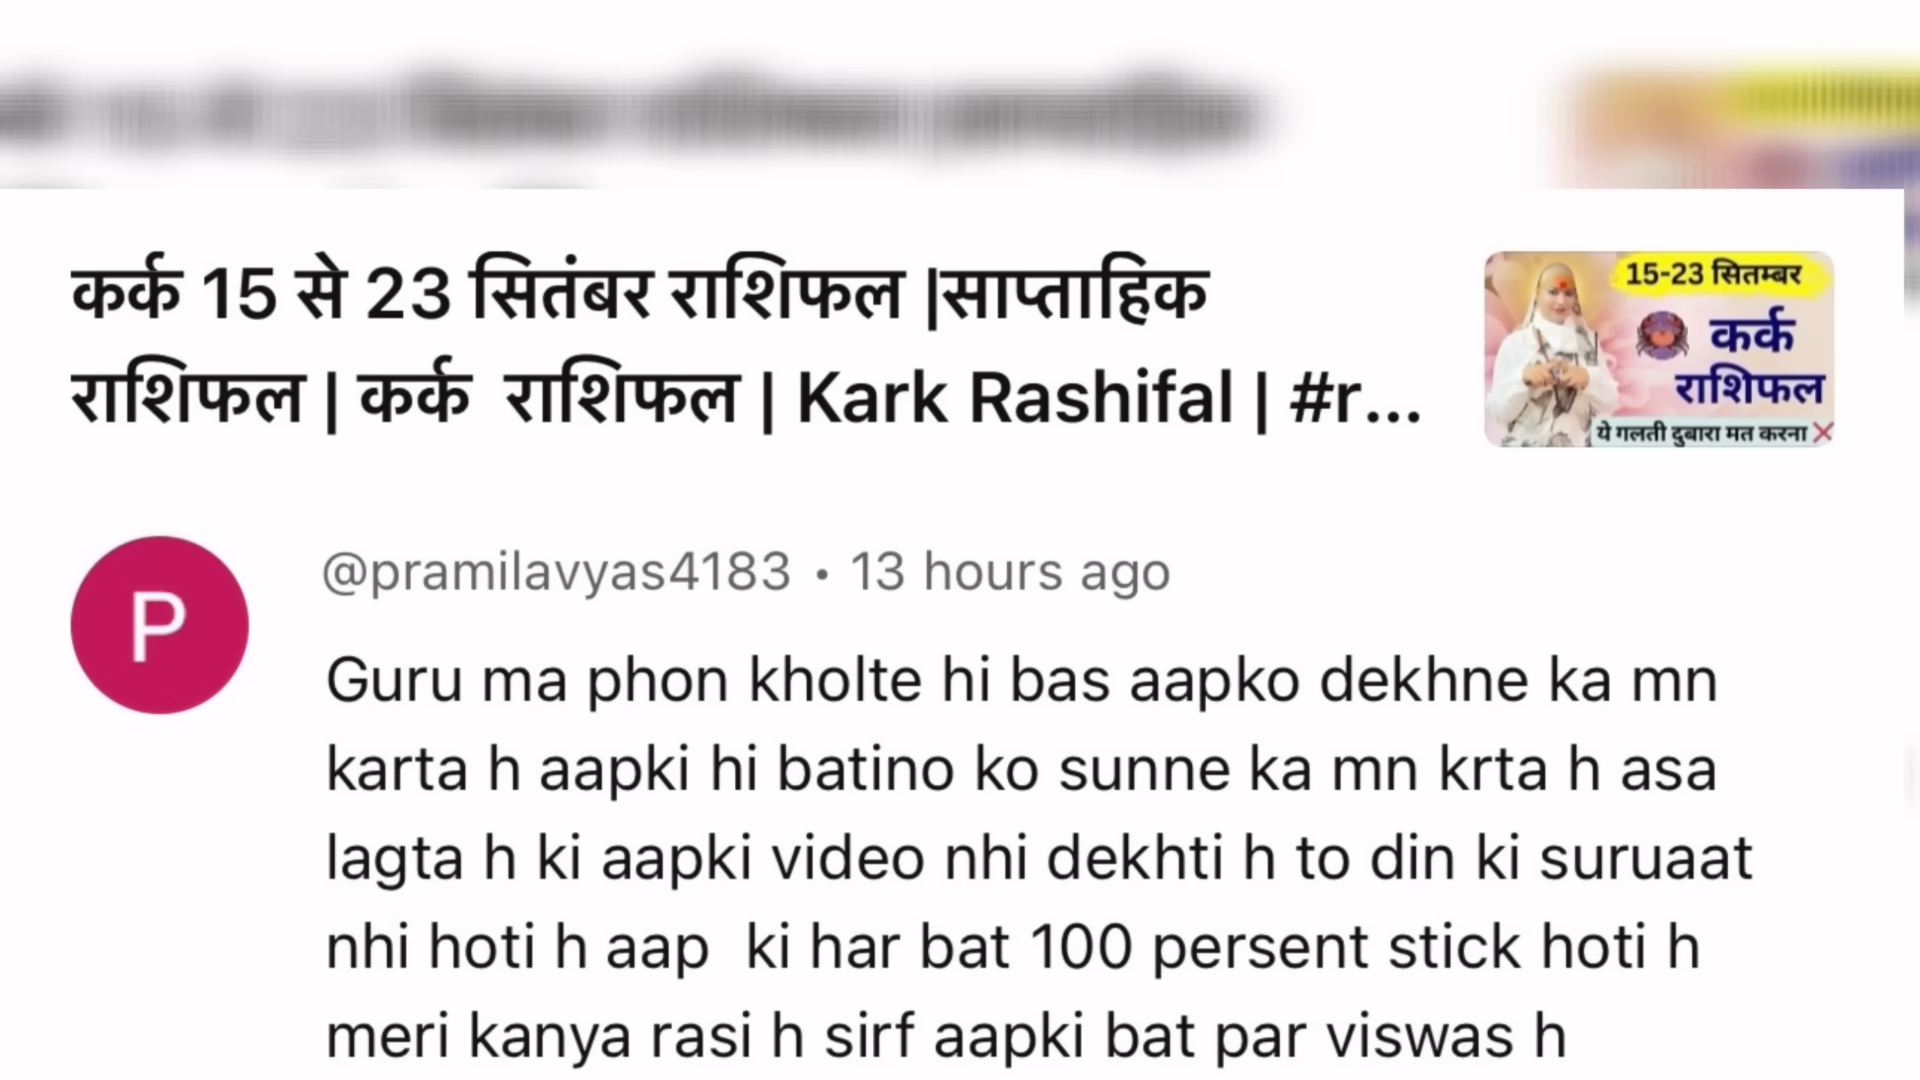 कर्क 15 से 23 सितंबर राशिफल |साप्ताहिक
राशिफल | कर्क राशिफल | Kark Rashifal | #r...
15-23 सितम्बर
कर्क
राशिफल
ये गलती दुबारा मत करना ❌
P
@pramilavyas4183 • 13 hours ago
Guru ma phon kholte hi bas aapko dekhne ka mn
karta h aapki hi batino ko sunne ka mn krta h asa
lagta h ki aapki video nhi dekhti h to din ki suruaat
nhi hoti h aap ki har bat 100 persent stick hoti h
meri kanya rasi h sirf aapki bat par viswas h